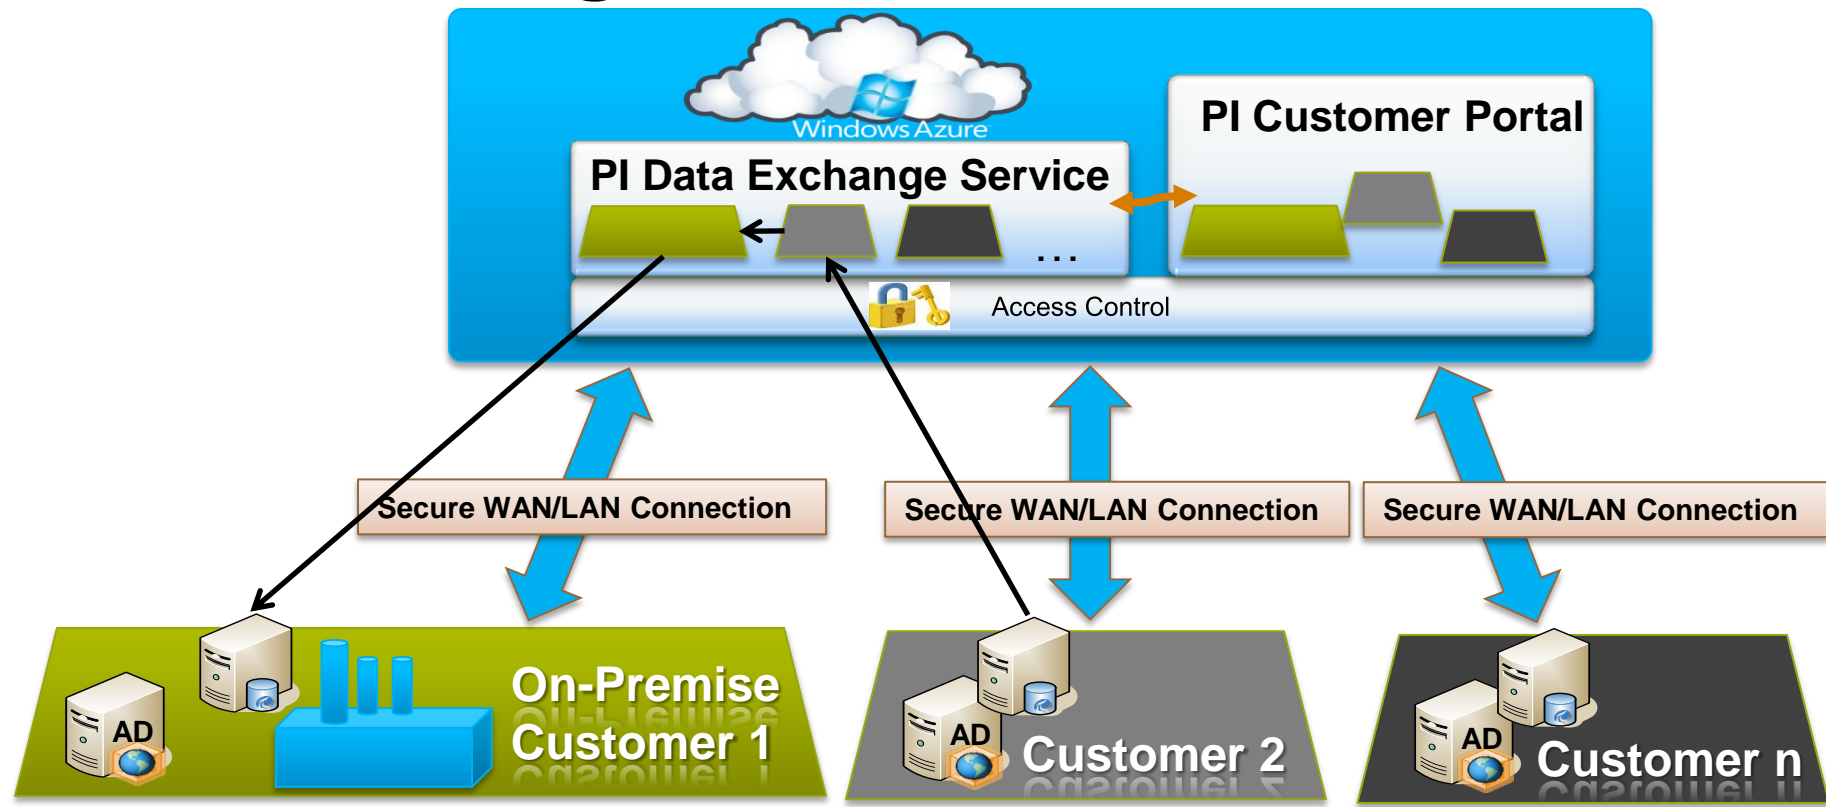 Windows Azure
PI Customer Portal
PI Data Exchange Service
...
Access Control
Secure WAN/LAN Connection
Secure WAN/LAN Connection
Secure WAN/LAN Connection
On-Premise
Customer 1
AD
Customer 2
AD
Customer n
AD